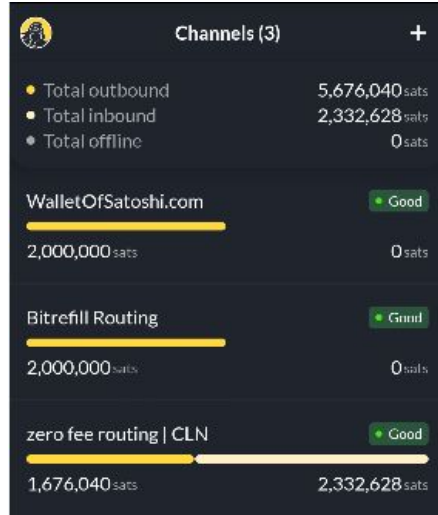 Channels (3)
Total outbound 5,676,040 sats
Total inbound 2,332,628 sats
Total offline 0 sats
WalletOfSatoshi.com Good
2,000,000 sats 0 sats
Bitrefill Routing Good
2,000,000 sats 0 sats
zero fee routing | CLN Good
1,676,040 sats 2,332,628 sats